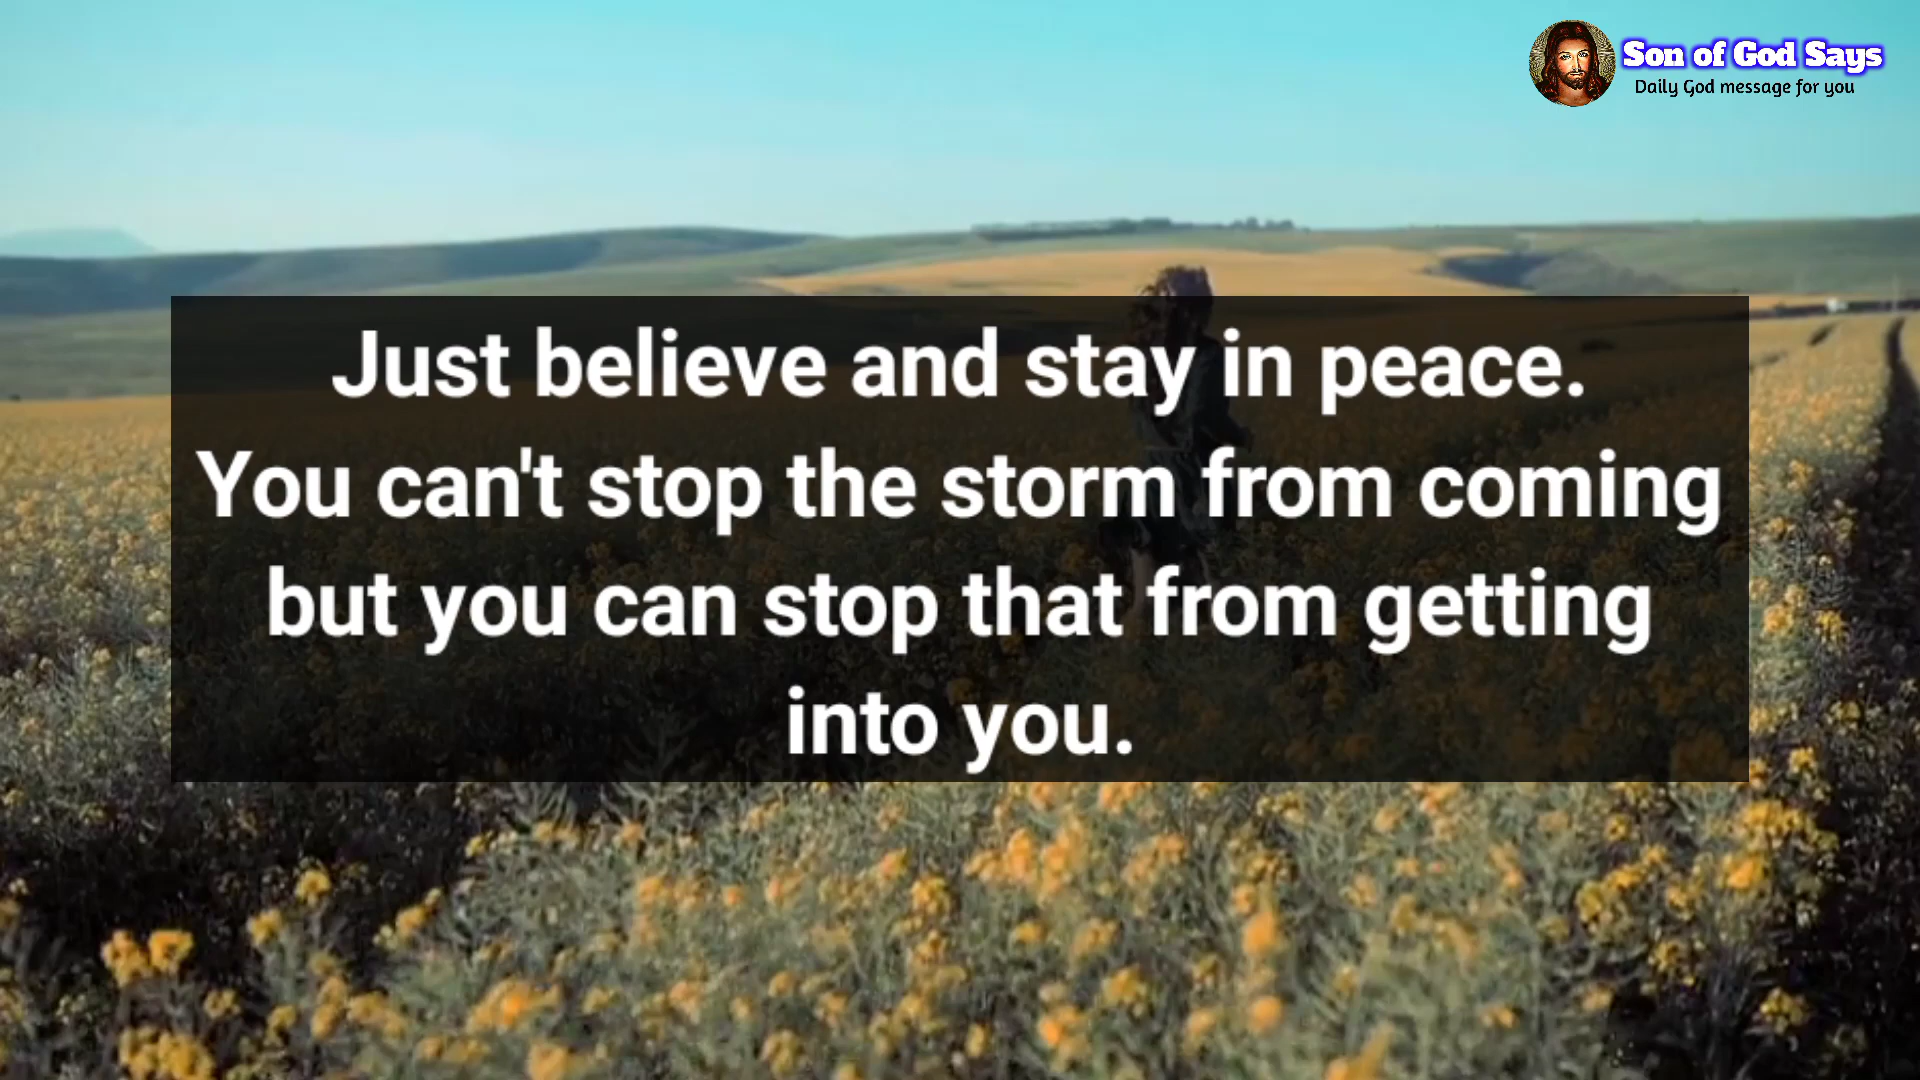 Son of God Says
Daily God message for you
Just believe and stay in peace.
You can't stop the storm from coming
but you can stop that from getting
into you.